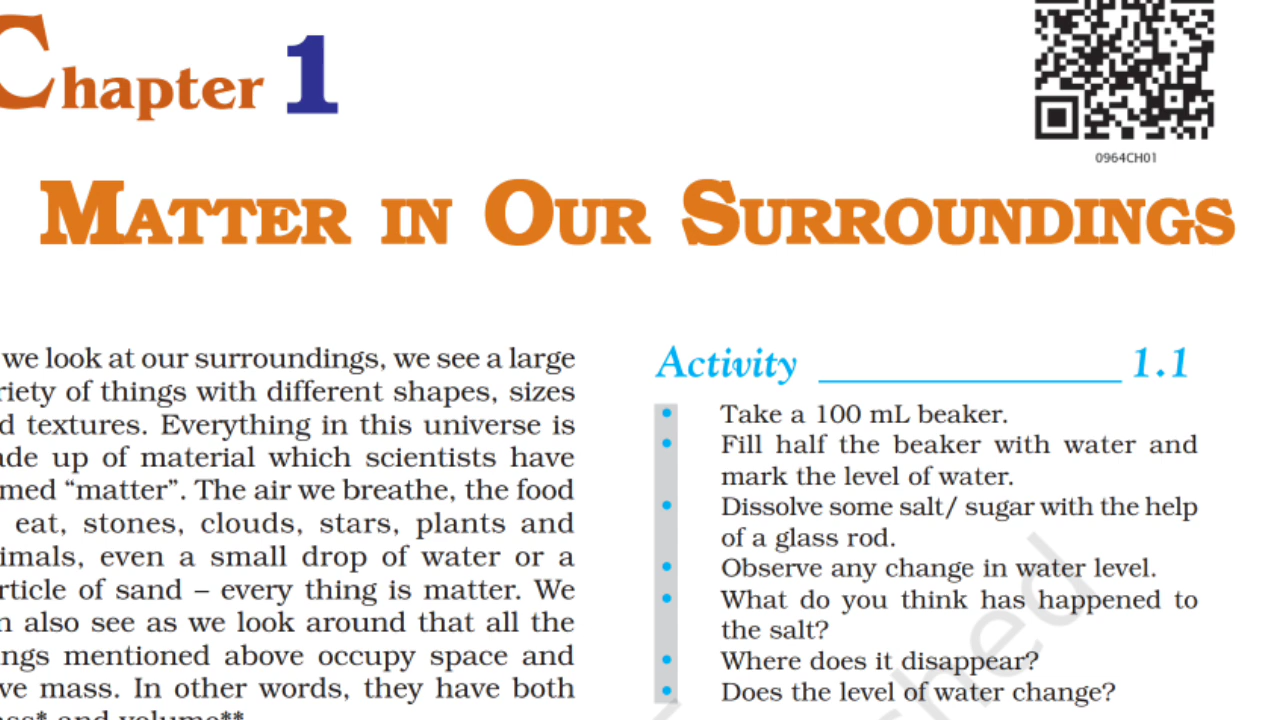 Chapter 1
0964CH01
MATTER IN OUR SURROUNDINGS
we look at our surroundings, we see a large
of things with different shapes, sizes
textures. Everything in this universe is
up of material which scientists have
“matter”. The air we breathe, the food
eat, stones, clouds, stars, plants and
even a small drop of water or a
of sand – every thing is matter. We
also see as we look around that all the
mentioned above occupy space and
mass. In other words, they have both
and volume**
Activity 1.1
• Take a 100 mL beaker.
• Fill half the beaker with water and
mark the level of water.
• Dissolve some salt/ sugar with the help
of a glass rod.
• Observe any change in water level.
• What do you think has happened to
the salt?
• Where does it disappear?
• Does the level of water change?